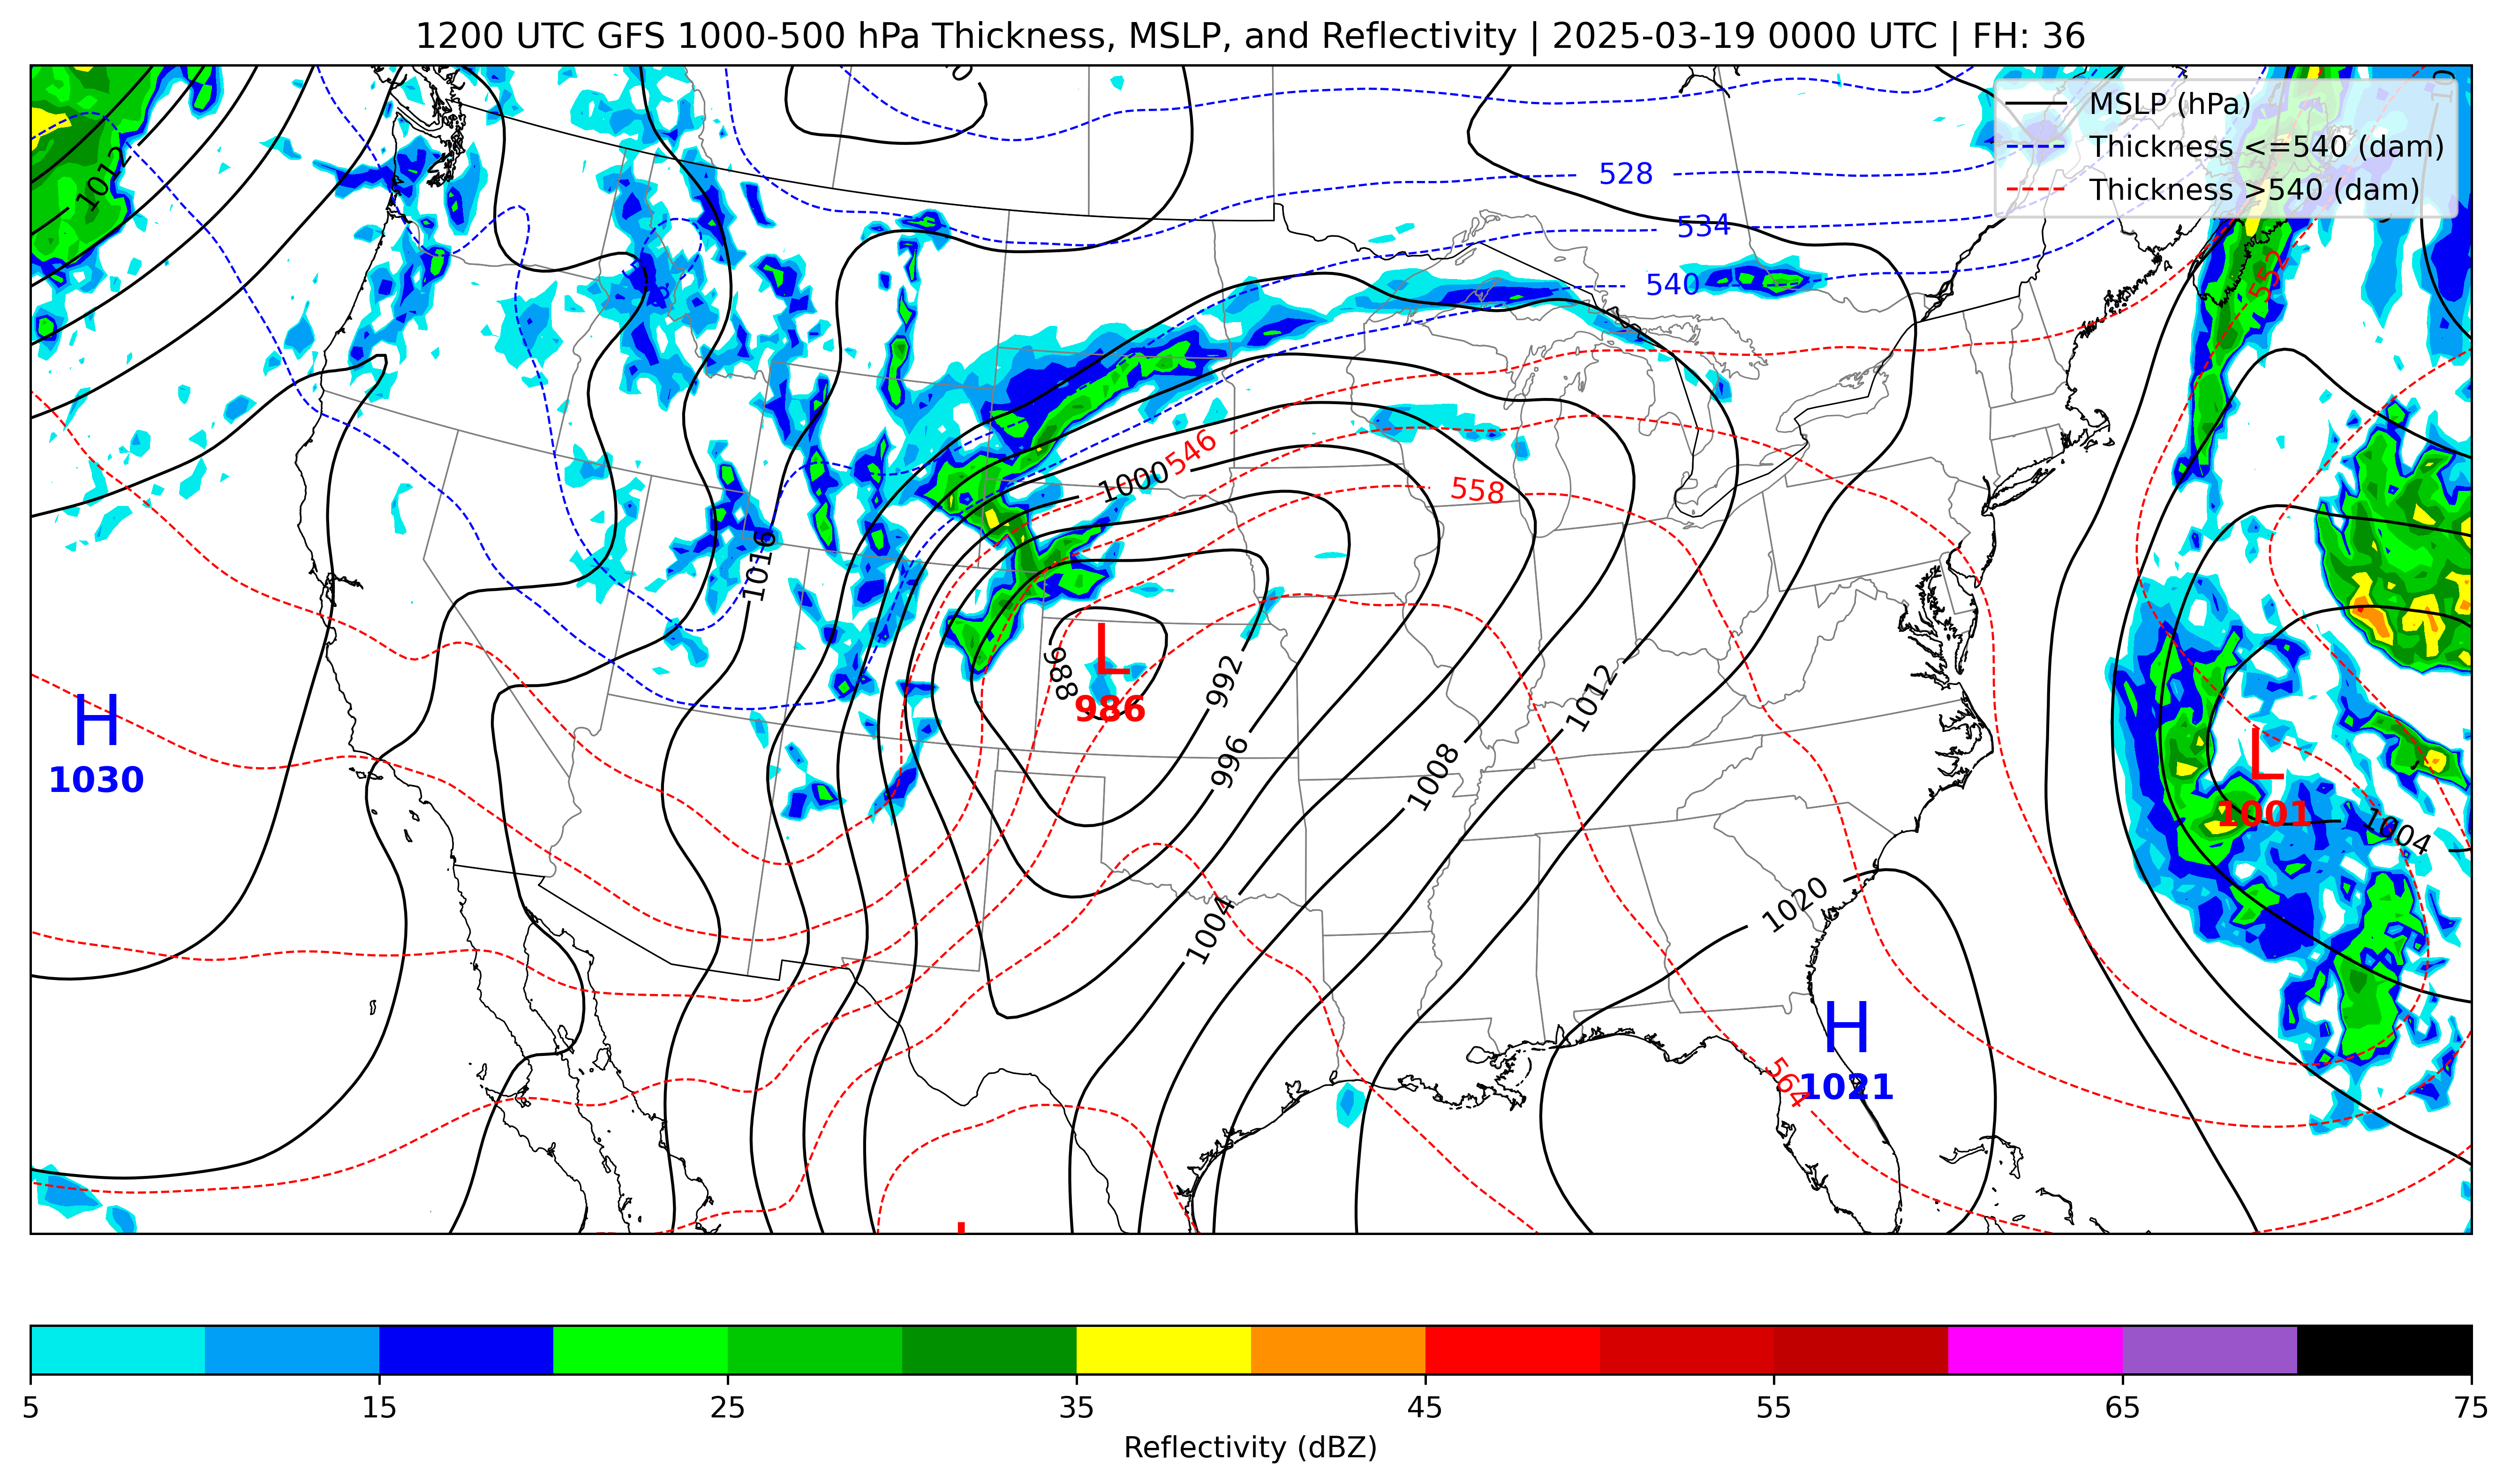 1200 UTC GFS 1000-500 hPa Thickness, MSLP, and Reflectivity | 2025-03-19 0000 UTC | FH: 36
MSLP (hPa)
Thickness <=540 (dam)
Thickness >540 (dam)
1012
528
534
540
552
546
1000
558
1016
L
986
988
992
1012
H
1030
996
1008
L
1001
1004
1020
1004
H
1021
564
5 15 25 35 45 55 65 75
Reflectivity (dBZ)